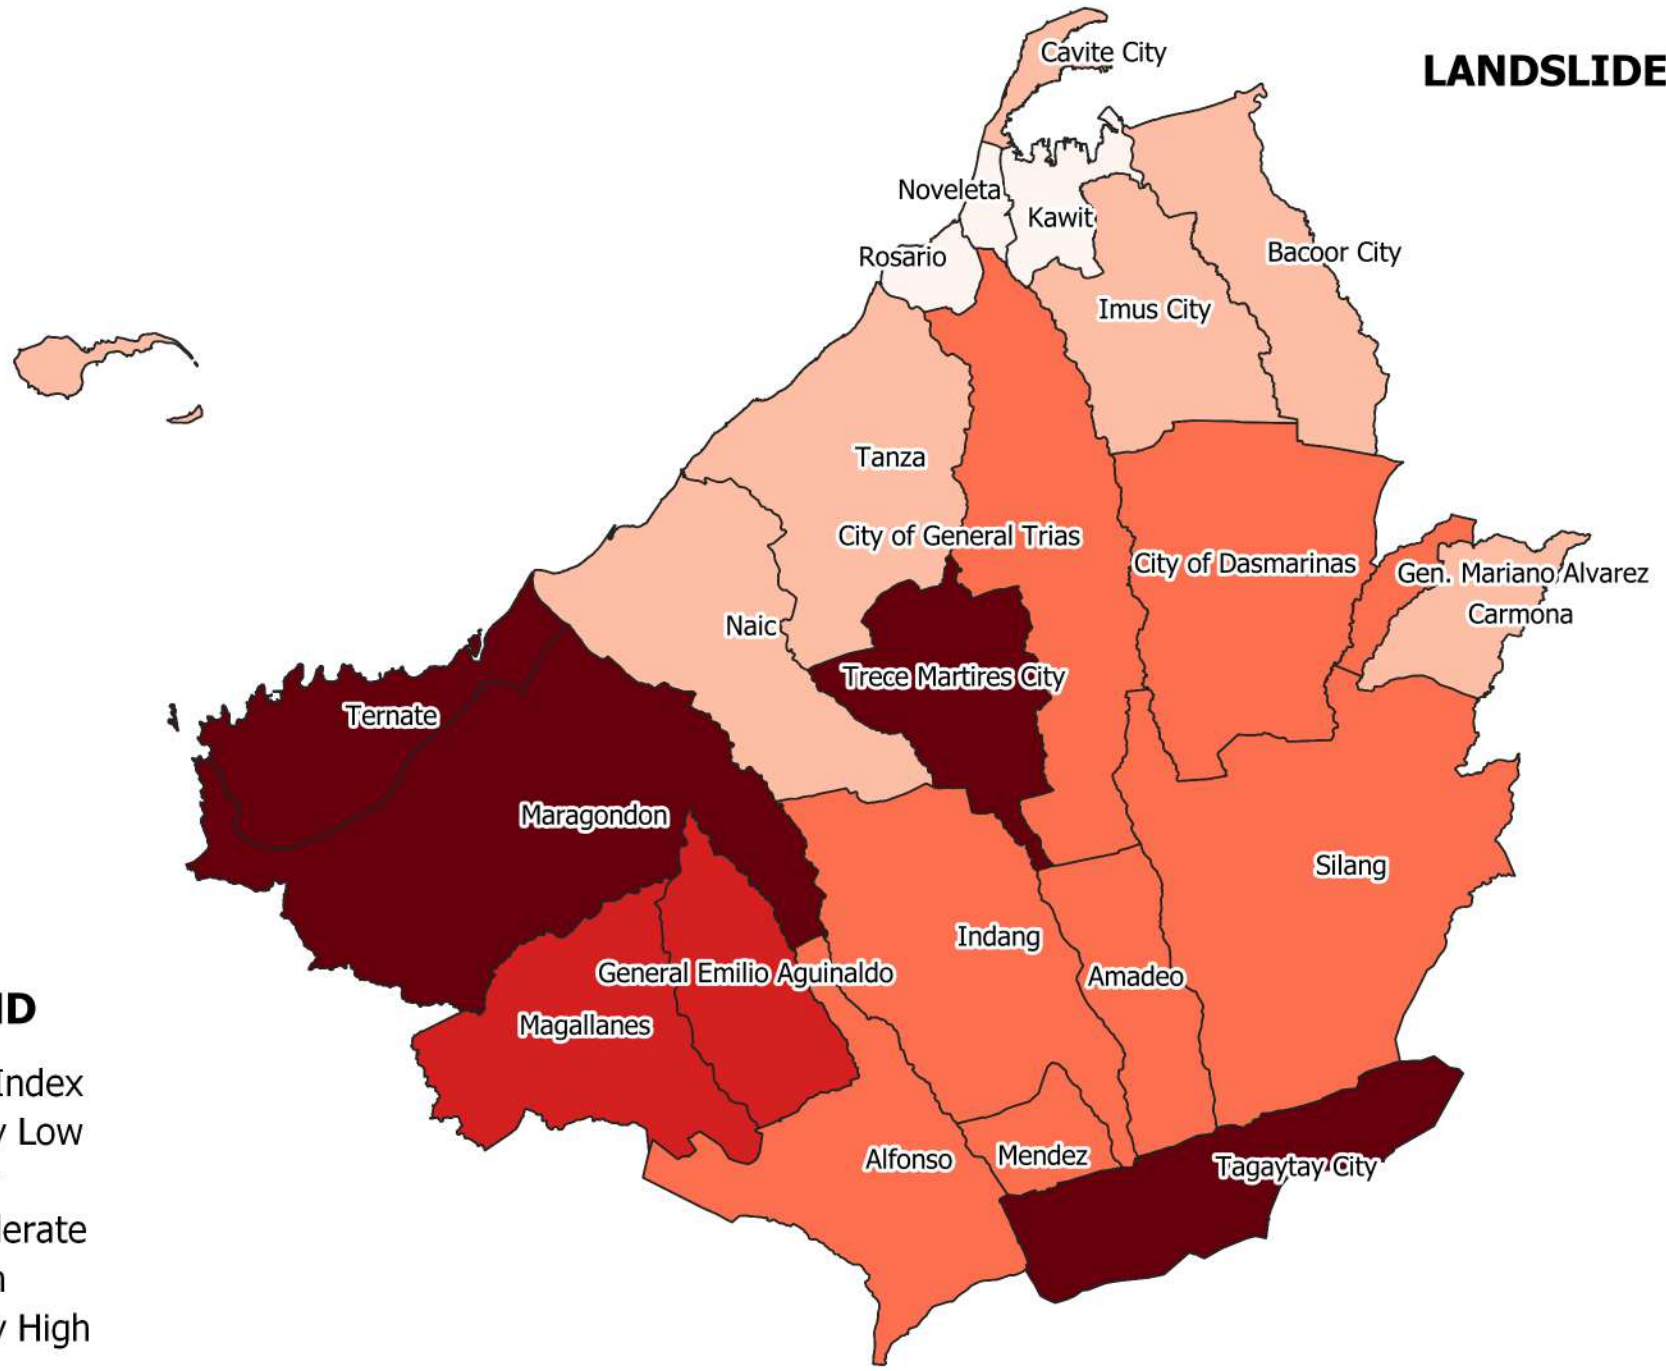 Cavite City
LANDSLIDE
Noveleta
Kawit
Rosario
Bacoor City
Imus City
Tanza
City of General Trias
City of Dasmarinas
Gen. Mariano Alvarez
Carmona
Naic
Trece Martires City
Ternate
Maragondon
Silang
Indang
General Emilio Aguinaldo
Amadeo
Magallanes
Alfonso
Mendez
Tagaytay City
Index
Low
High